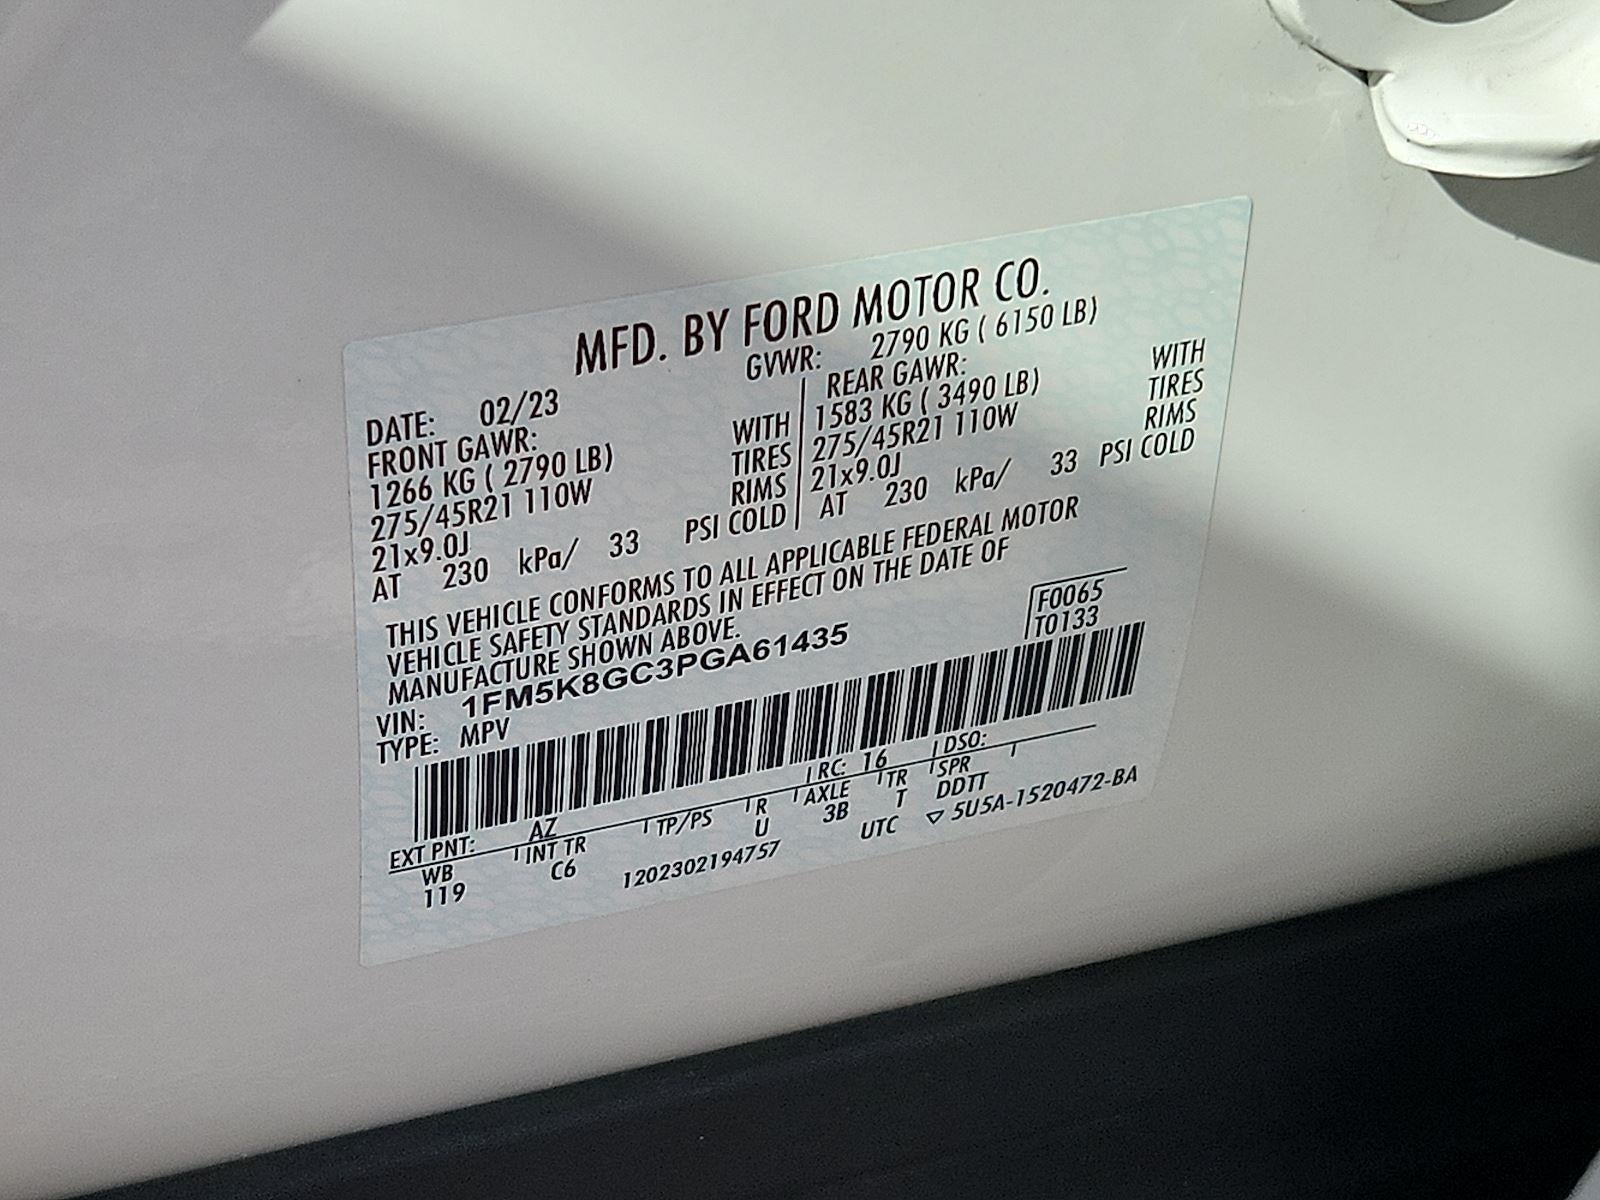 MFD. BY FORD MOTOR CO.
DATE: 02/23 GVWR: 2790 KG ( 6150 LB)
FRONT GAWR: REAR GAWR:
1266 KG ( 2790 LB) WITH 1583 KG ( 3490 LB) WITH
275/45R21 110W TIRES 275/45R21 110W TIRES
21x9.0J RIMS 21x9.0J RIMS
AT 230 kPa/ 33 PSI COLD AT 230 kPa/ 33 PSI COLD
THIS VEHICLE CONFORMS TO ALL APPLICABLE FEDERAL MOTOR
VEHICLE SAFETY STANDARDS IN EFFECT ON THE DATE OF
MANUFACTURE SHOWN ABOVE.
F0065
VIN: 1FM5K8GC3PGA61435 T0133
TYPE: MPV
EXT PNT: AZ RC: 16 DSO:
WB INT TR TP/PS R AXLE TR SPR
119 C6 U 3B T DDTT
1202302194757 UTC ▽ 5U5A-1520472-BA